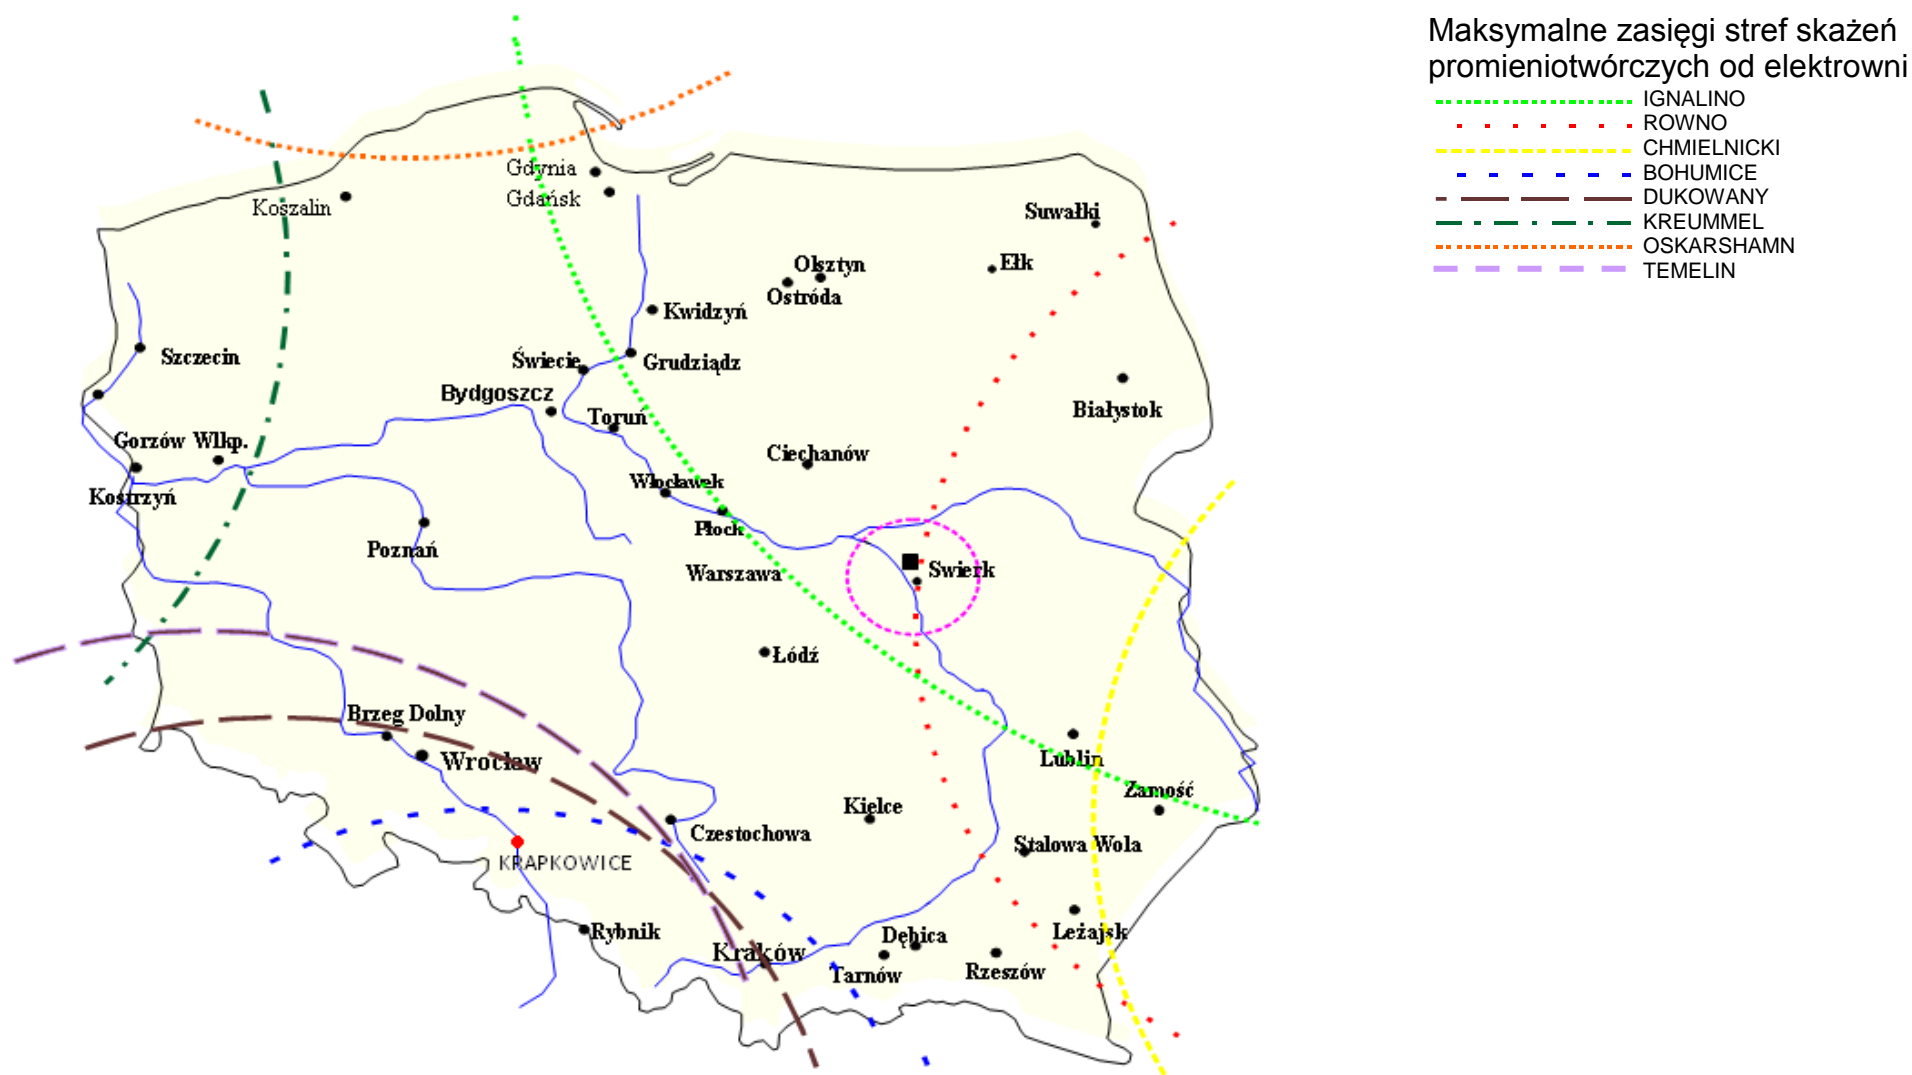 Maksymalne zasięgi stref skażeń
promieniotwórczych od elektrowni
IGNALINO
ROWNO
CHMIELNICKI
BOHUMICE
DUKOWANY
KREUMMEL
OSKARSHAMN
TEMELIN
Gdynia
Gdańsk
Koszalin
Suwałki
Olsztyn
Ełk
Ostróda
Kwidzyń
Szczecin
Świecie
Grudziądz
Bydgoszcz
Toruń
Białystok
Gorzów Wlkp.
Ciechanów
Włocławek
Kostrzyń
Płock
Poznań
Warszawa
Swierk
Łódź
Brzeg Dolny
Wrocław
Lublin
Zamość
Kielce
Czestochowa
Stalowa Wola
KRAPKOWICE
Rybnik
Leżajsk
Dębica
Kraków
Tarnów
Rzeszów